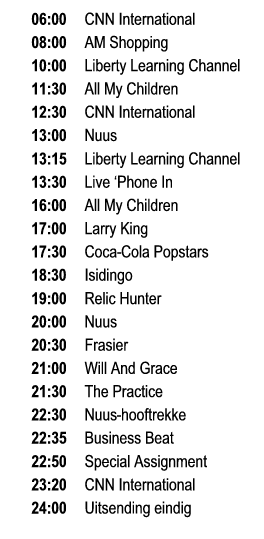 06:00 CNN International
08:00 AM Shopping
10:00 Liberty Learning Channel
11:30 All My Children
12:30 CNN International
13:00 Nuus
13:15 Liberty Learning Channel
13:30 Live ‘Phone In
16:00 All My Children
17:00 Larry King
17:30 Coca-Cola Popstars
18:30 Isidingo
19:00 Relic Hunter
20:00 Nuus
20:30 Frasier
21:00 Will And Grace
21:30 The Practice
22:30 Nuus-hooftrekke
22:35 Business Beat
22:50 Special Assignment
23:20 CNN International
24:00 Uitsending eindig